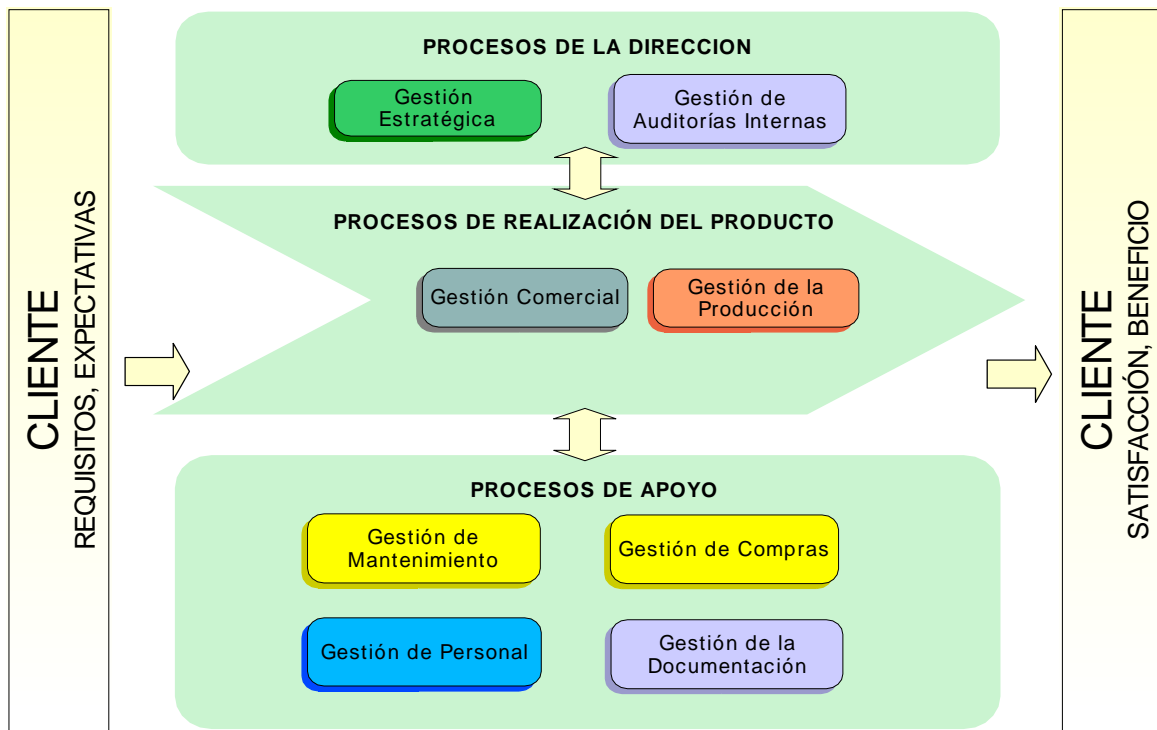 CLIENTE
REQUISITOS, EXPECTATIVAS
PROCESOS DE LA DIRECCION
Gestión
Estratégica
Gestión de
Auditorías Internas
PROCESOS DE REALIZACIÓN DEL PRODUCTO
Gestión Comercial
Gestión de la
Producción
PROCESOS DE APOYO
Gestión de
Mantenimiento
Gestión de Compras
Gestión de Personal
Gestión de la
Documentación
CLIENTE
SATISFACCIÓN, BENEFICIO